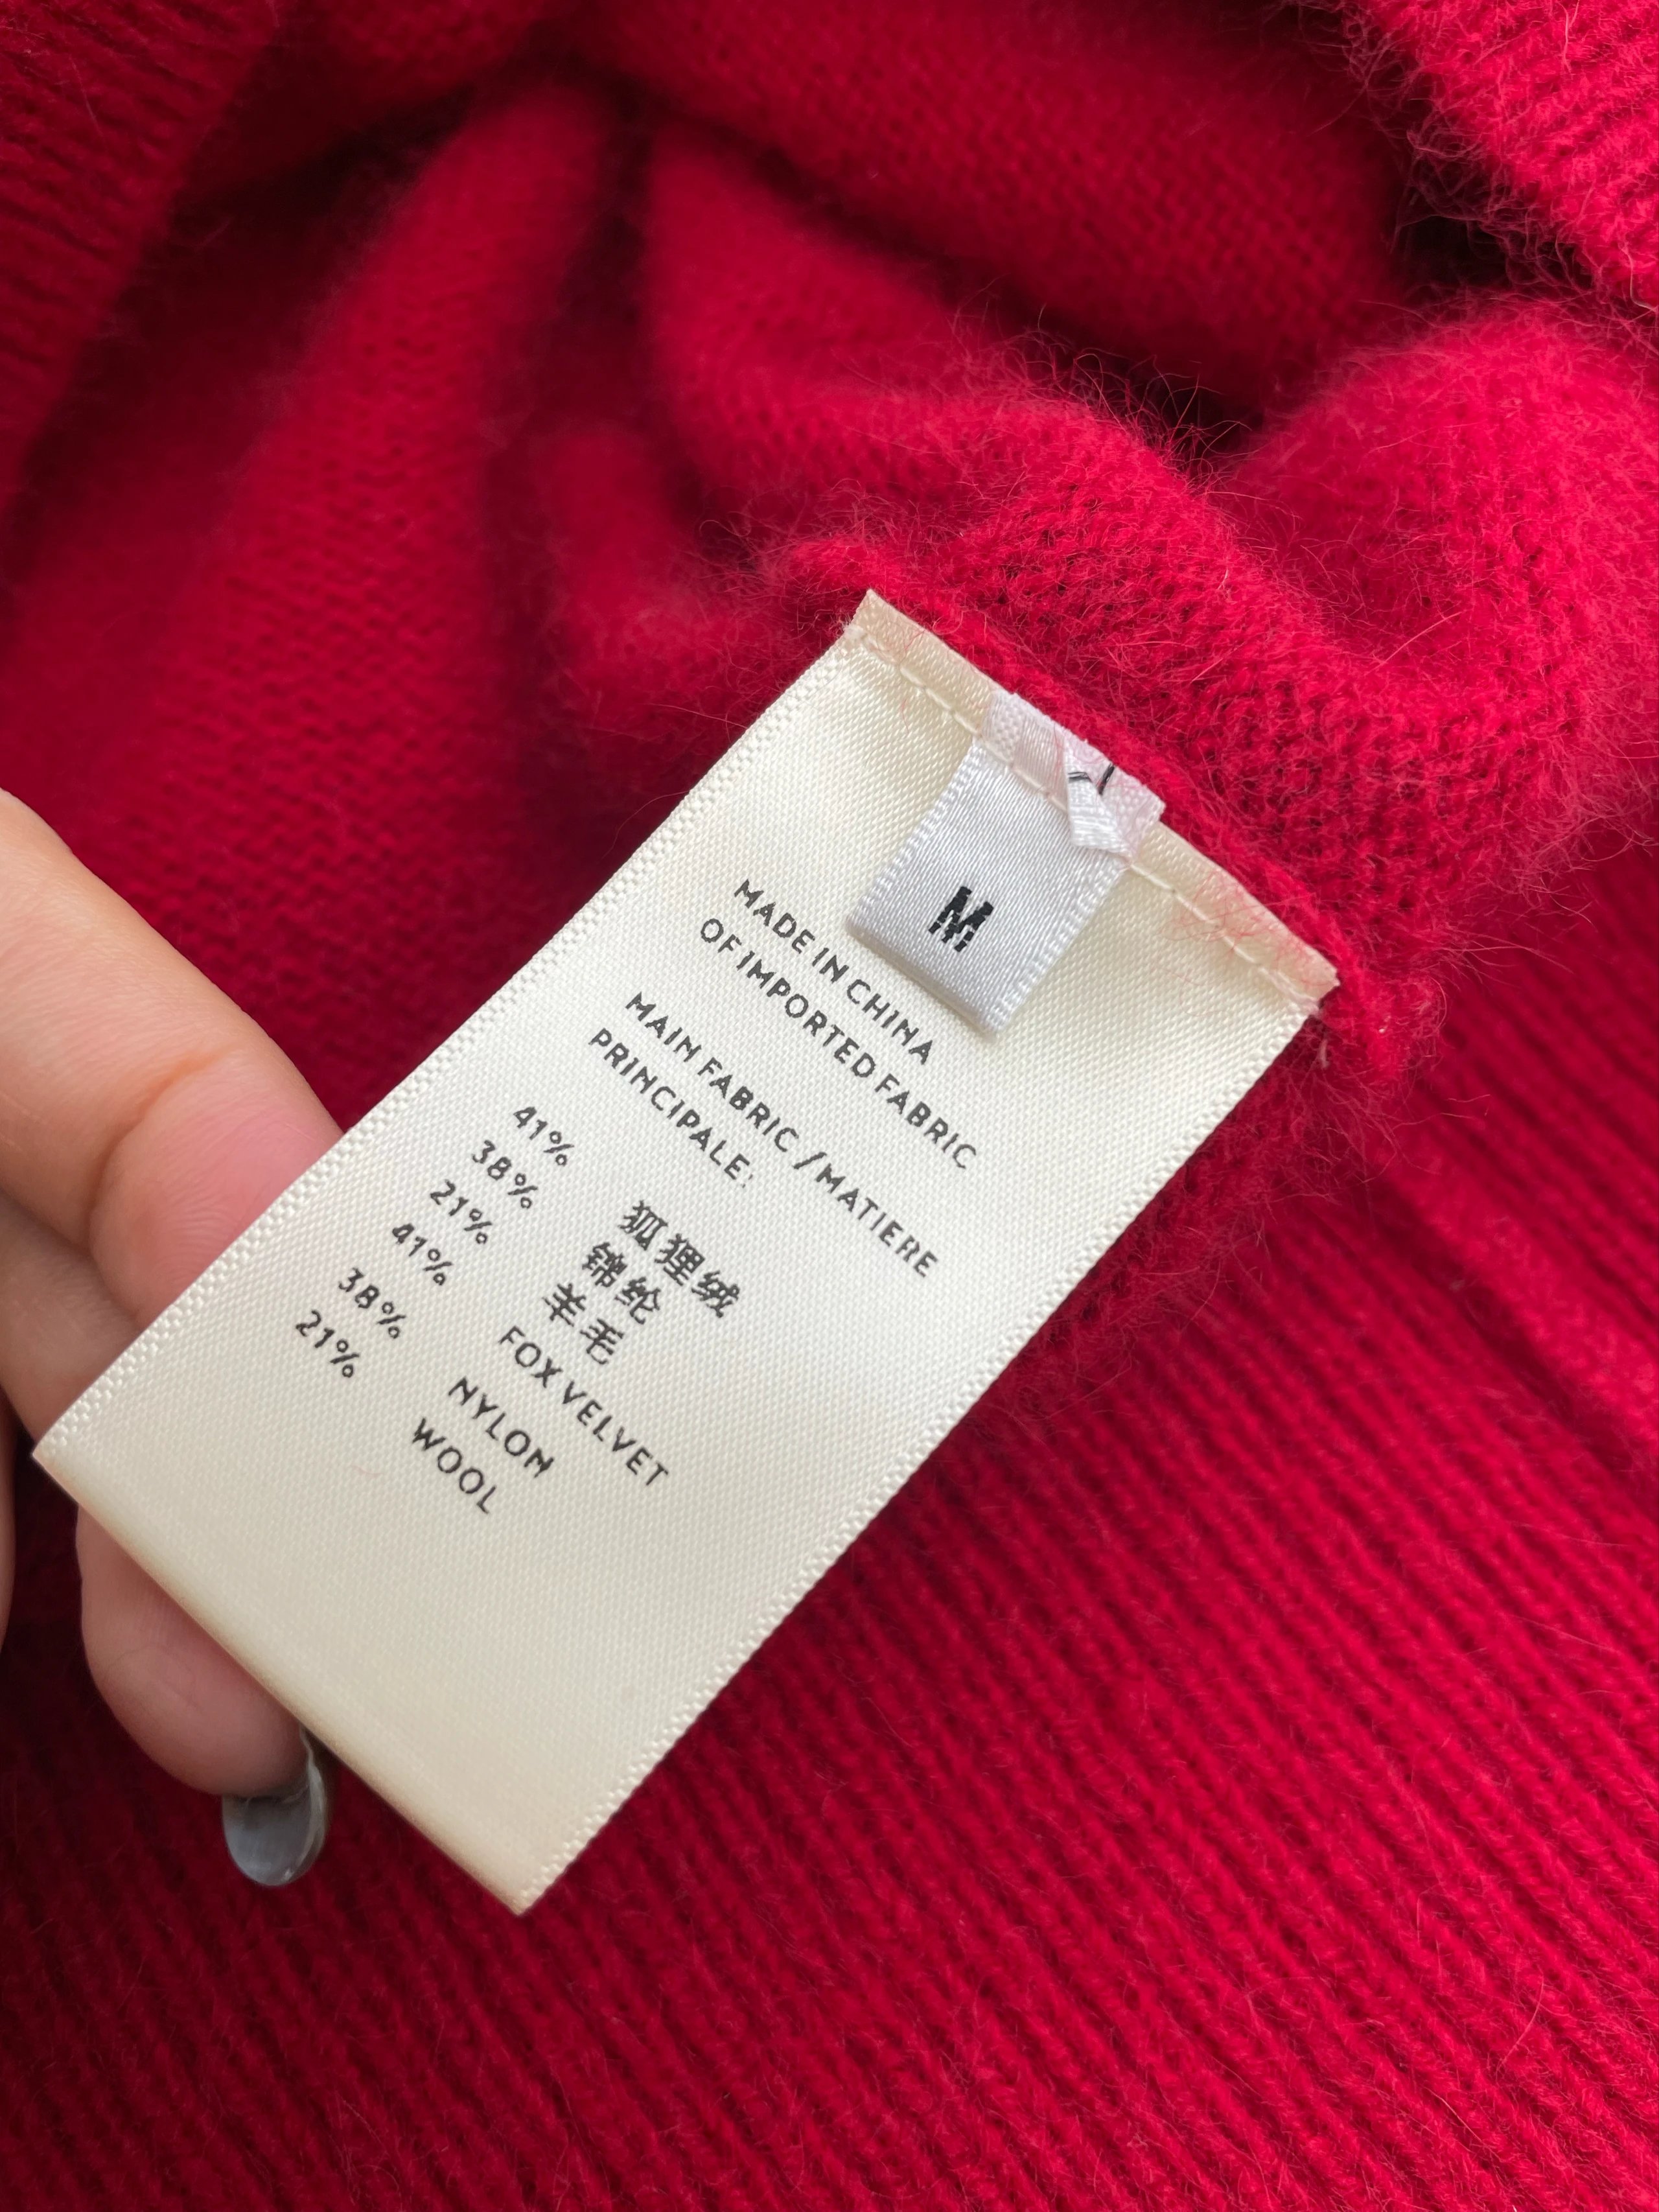 M
MADE IN CHINA
OF IMPORTED FABRIC
MAIN FABRIC /MATIERE
PRINCIPALE:
41% 狐狸绒
38% 锦纶
21% 羊毛
41% FOX VELVET
38% NYLON
21% WOOL